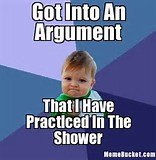 Got Into An
Argument
That I Have
Practiced In The
Shower
MemeBucket.com